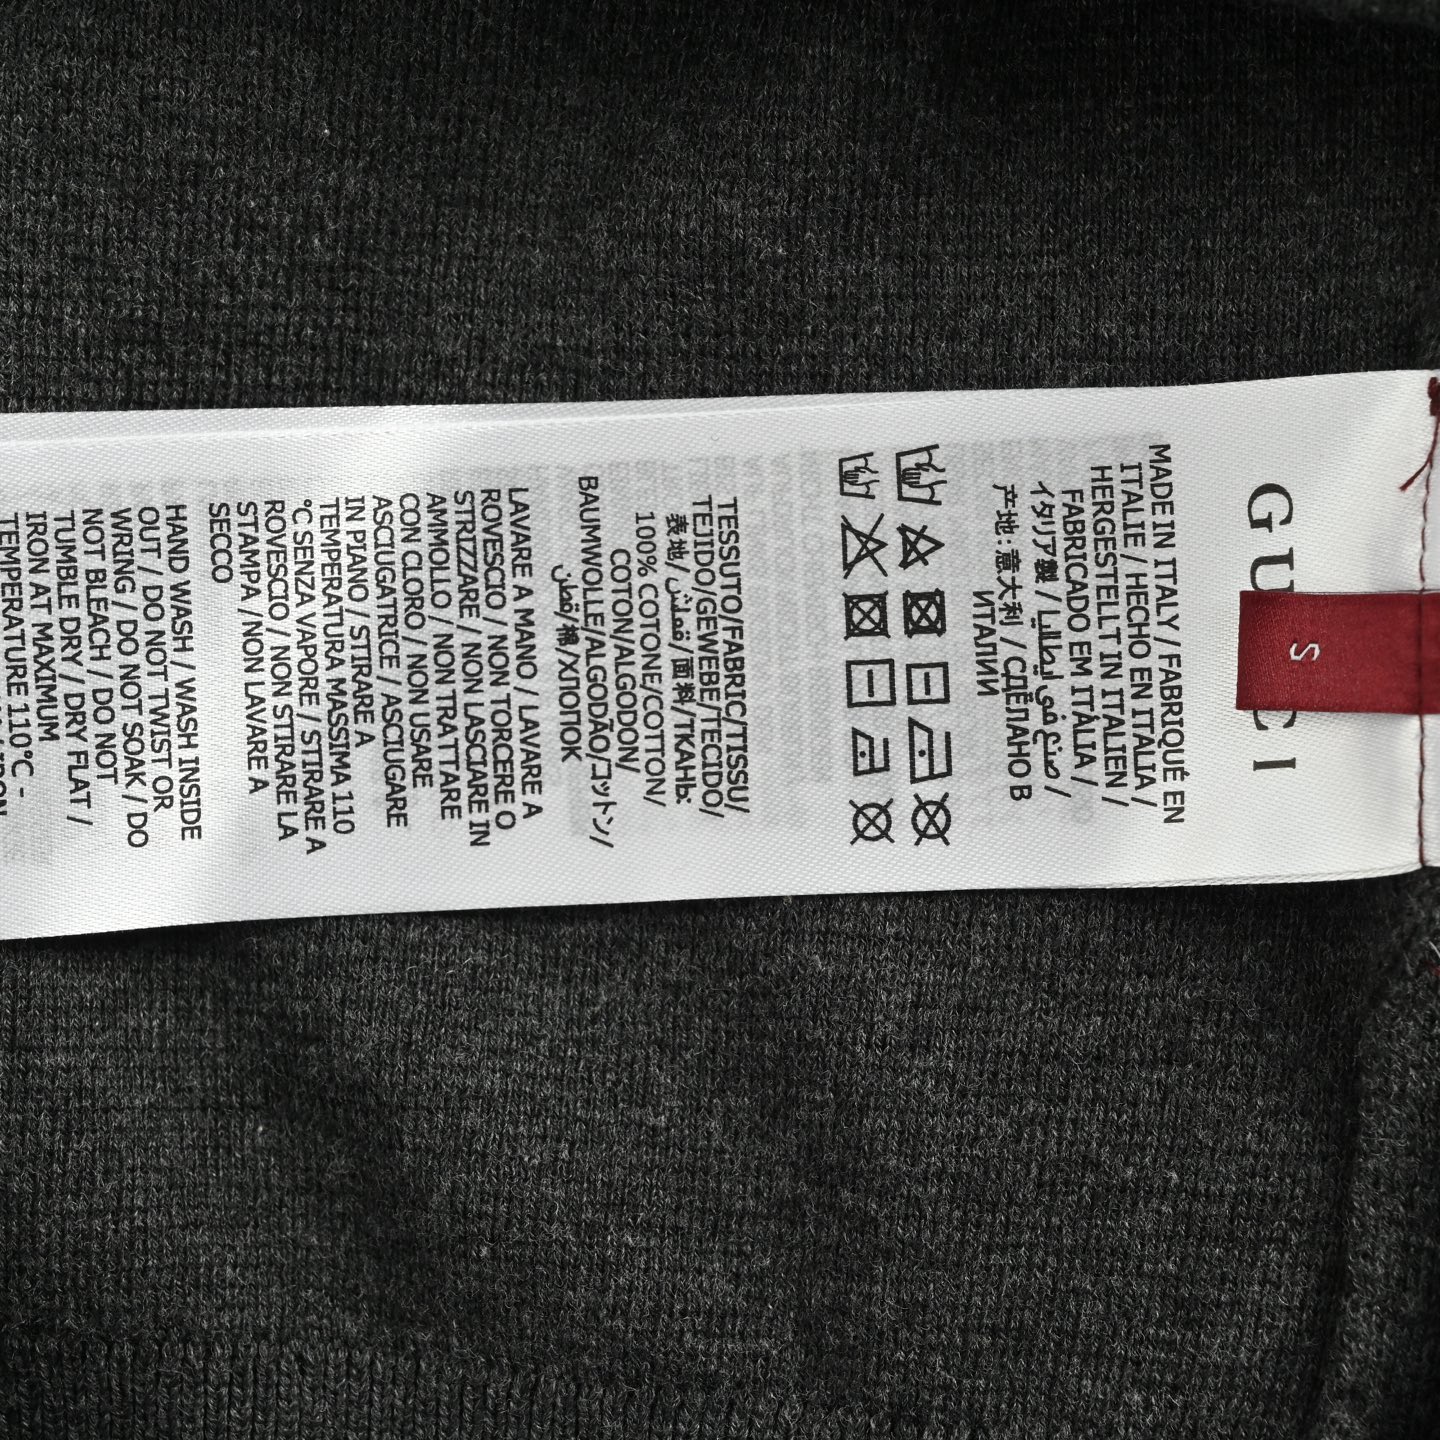 GUCCI
S
MADE IN ITALY / FABRIQUÉ EN
ITALIE / HECHO EN ITALIA /
HERGESTELLT IN ITALIEN /
FABRICADO EM ITÁLIA /
イタリア製 / صنع في إيطاليا /
产地: 意大利 / СДЕЛАНО В
ИТАЛИИ
TESSUTO/FABRIC/TISSU/
TEJIDO/GEWEBE/TECIDO/
表地/قماش/面料/ТКАНЬ:
100% COTONE/COTTON/
COTON/ALGODON/
BAUMWOLLE/ALGODÃO/コットン/
قطن/棉/ХЛОПОК
LAVARE A MANO / LAVARE A
ROVESCIO / NON TORCERE O
STRIZZARE / NON LASCIARE IN
AMMOLLO / NON TRATTARE
CON CLORO / NON USARE
ASCIUGATRICE / ASCIUGARE
IN PIANO / STIRARE A
TEMPERATURA MASSIMA 110
°C SENZA VAPORE / STIRARE A
ROVESCIO / NON STIRARE LA
STAMPA / NON LAVARE A
SECCO
HAND WASH / WASH INSIDE
OUT / DO NOT TWIST OR
WRING / DO NOT SOAK / DO
NOT BLEACH / DO NOT
TUMBLE DRY / DRY FLAT /
IRON AT MAXIMUM
TEMPERATURE 110°C -